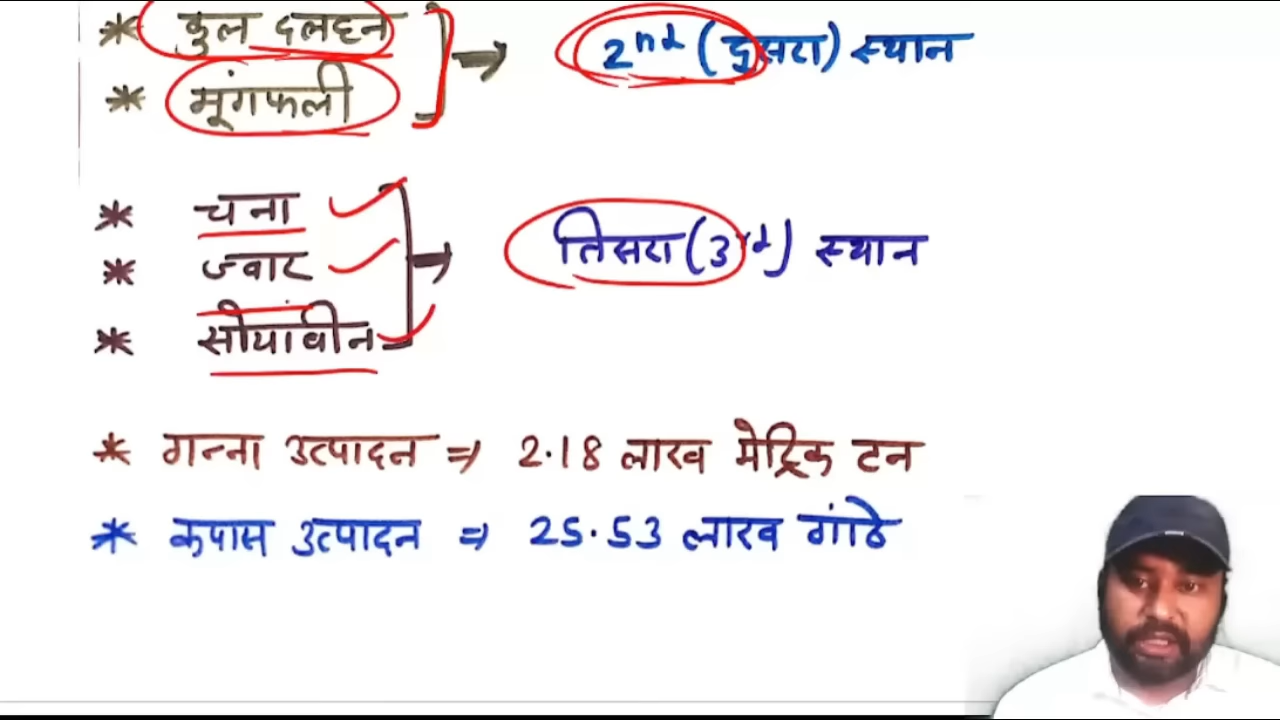 * कुल दलहन
2nd (दुसरा) स्थान
* मूंगफली
* चना
* ज्वार
तिसरा (3rd) स्थान
* सोयाबीन
* गन्ना उत्पादन ⇒ 2.18 लाख मेट्रिक टन
* कपास उत्पादन ⇒ 25.53 लाख गांठे